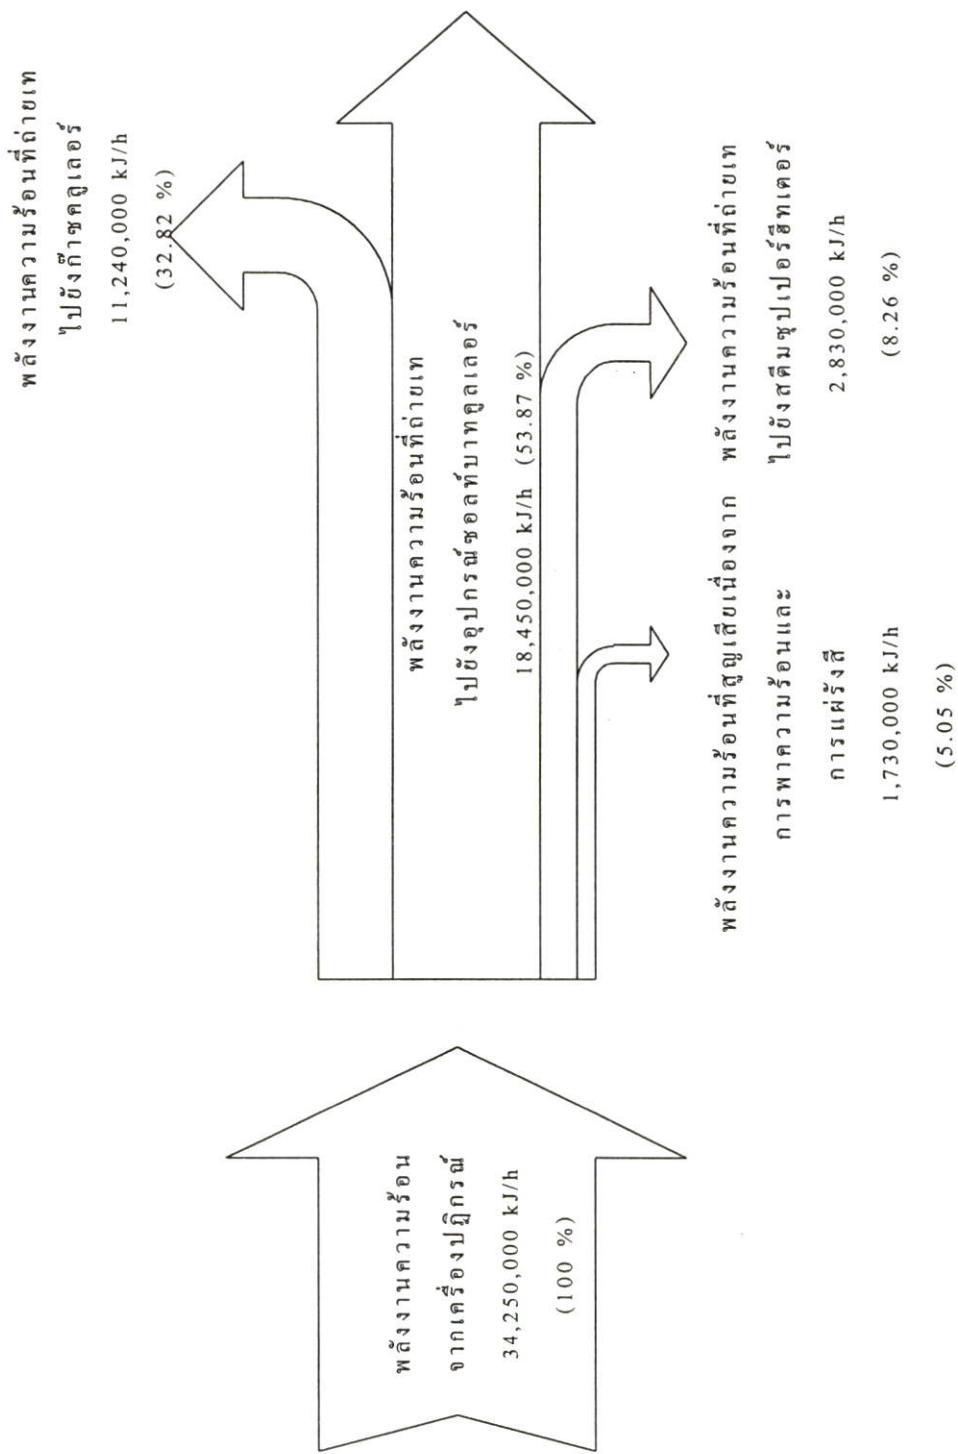 พลังงานความร้อน
จากเครื่องปฏิกรณ์
34,250,000 kJ/h
(100 %)
พลังงานความร้อนที่ถ่ายเท
ไปยังก๊าซคลูเลอร์
11,240,000 kJ/h
(32.82 %)
พลังงานความร้อนที่ถ่ายเท
ไปยังอุปกรณ์ซอลท์บาทคูลเลอร์
18,450,000 kJ/h (53.87 %)
พลังงานความร้อนที่สูญเสียเนื่องจาก
การพาความร้อนและ
การแผ่รังสี
1,730,000 kJ/h
(5.05 %)
พลังงานความร้อนที่ถ่ายเท
ไปยังสตีมซุปเปอร์ฮีทเตอร์
2,830,000 kJ/h
(8.26 %)